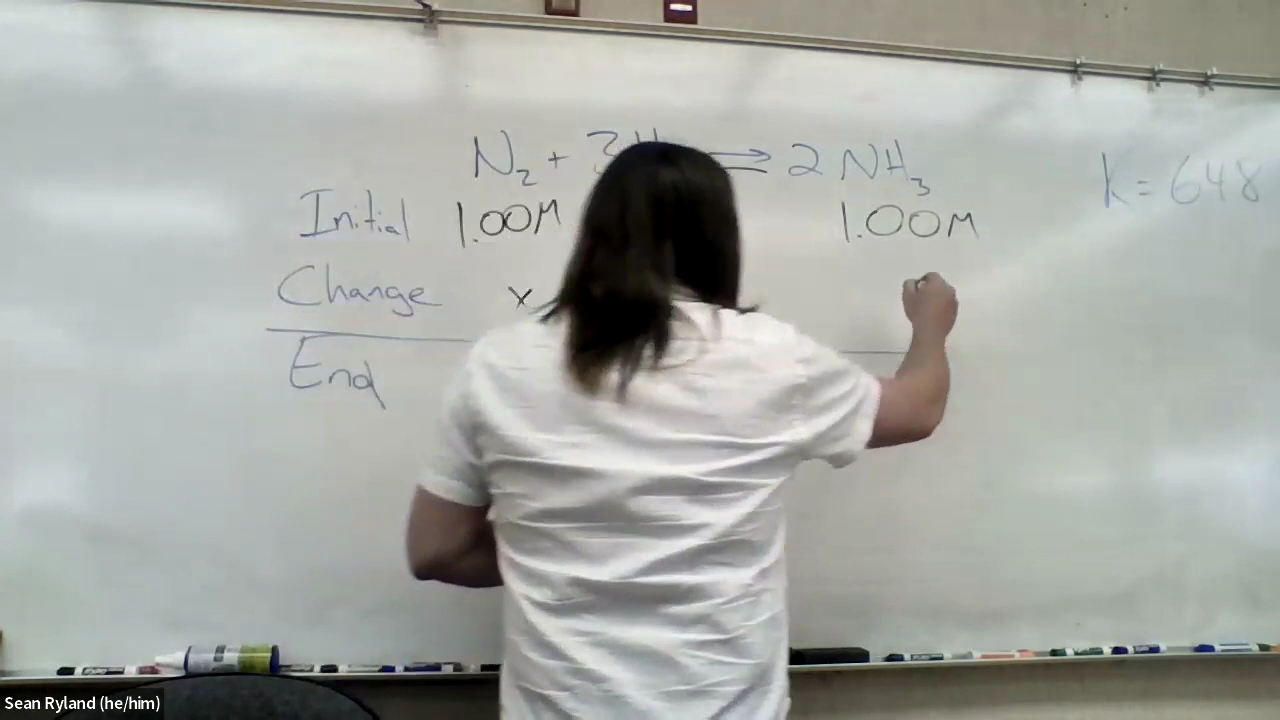 N₂ + 3H ⇌ 2 NH₃
K = 648
Initial 1.00M 1.00M
Change x
End
Sean Ryland (he/him)